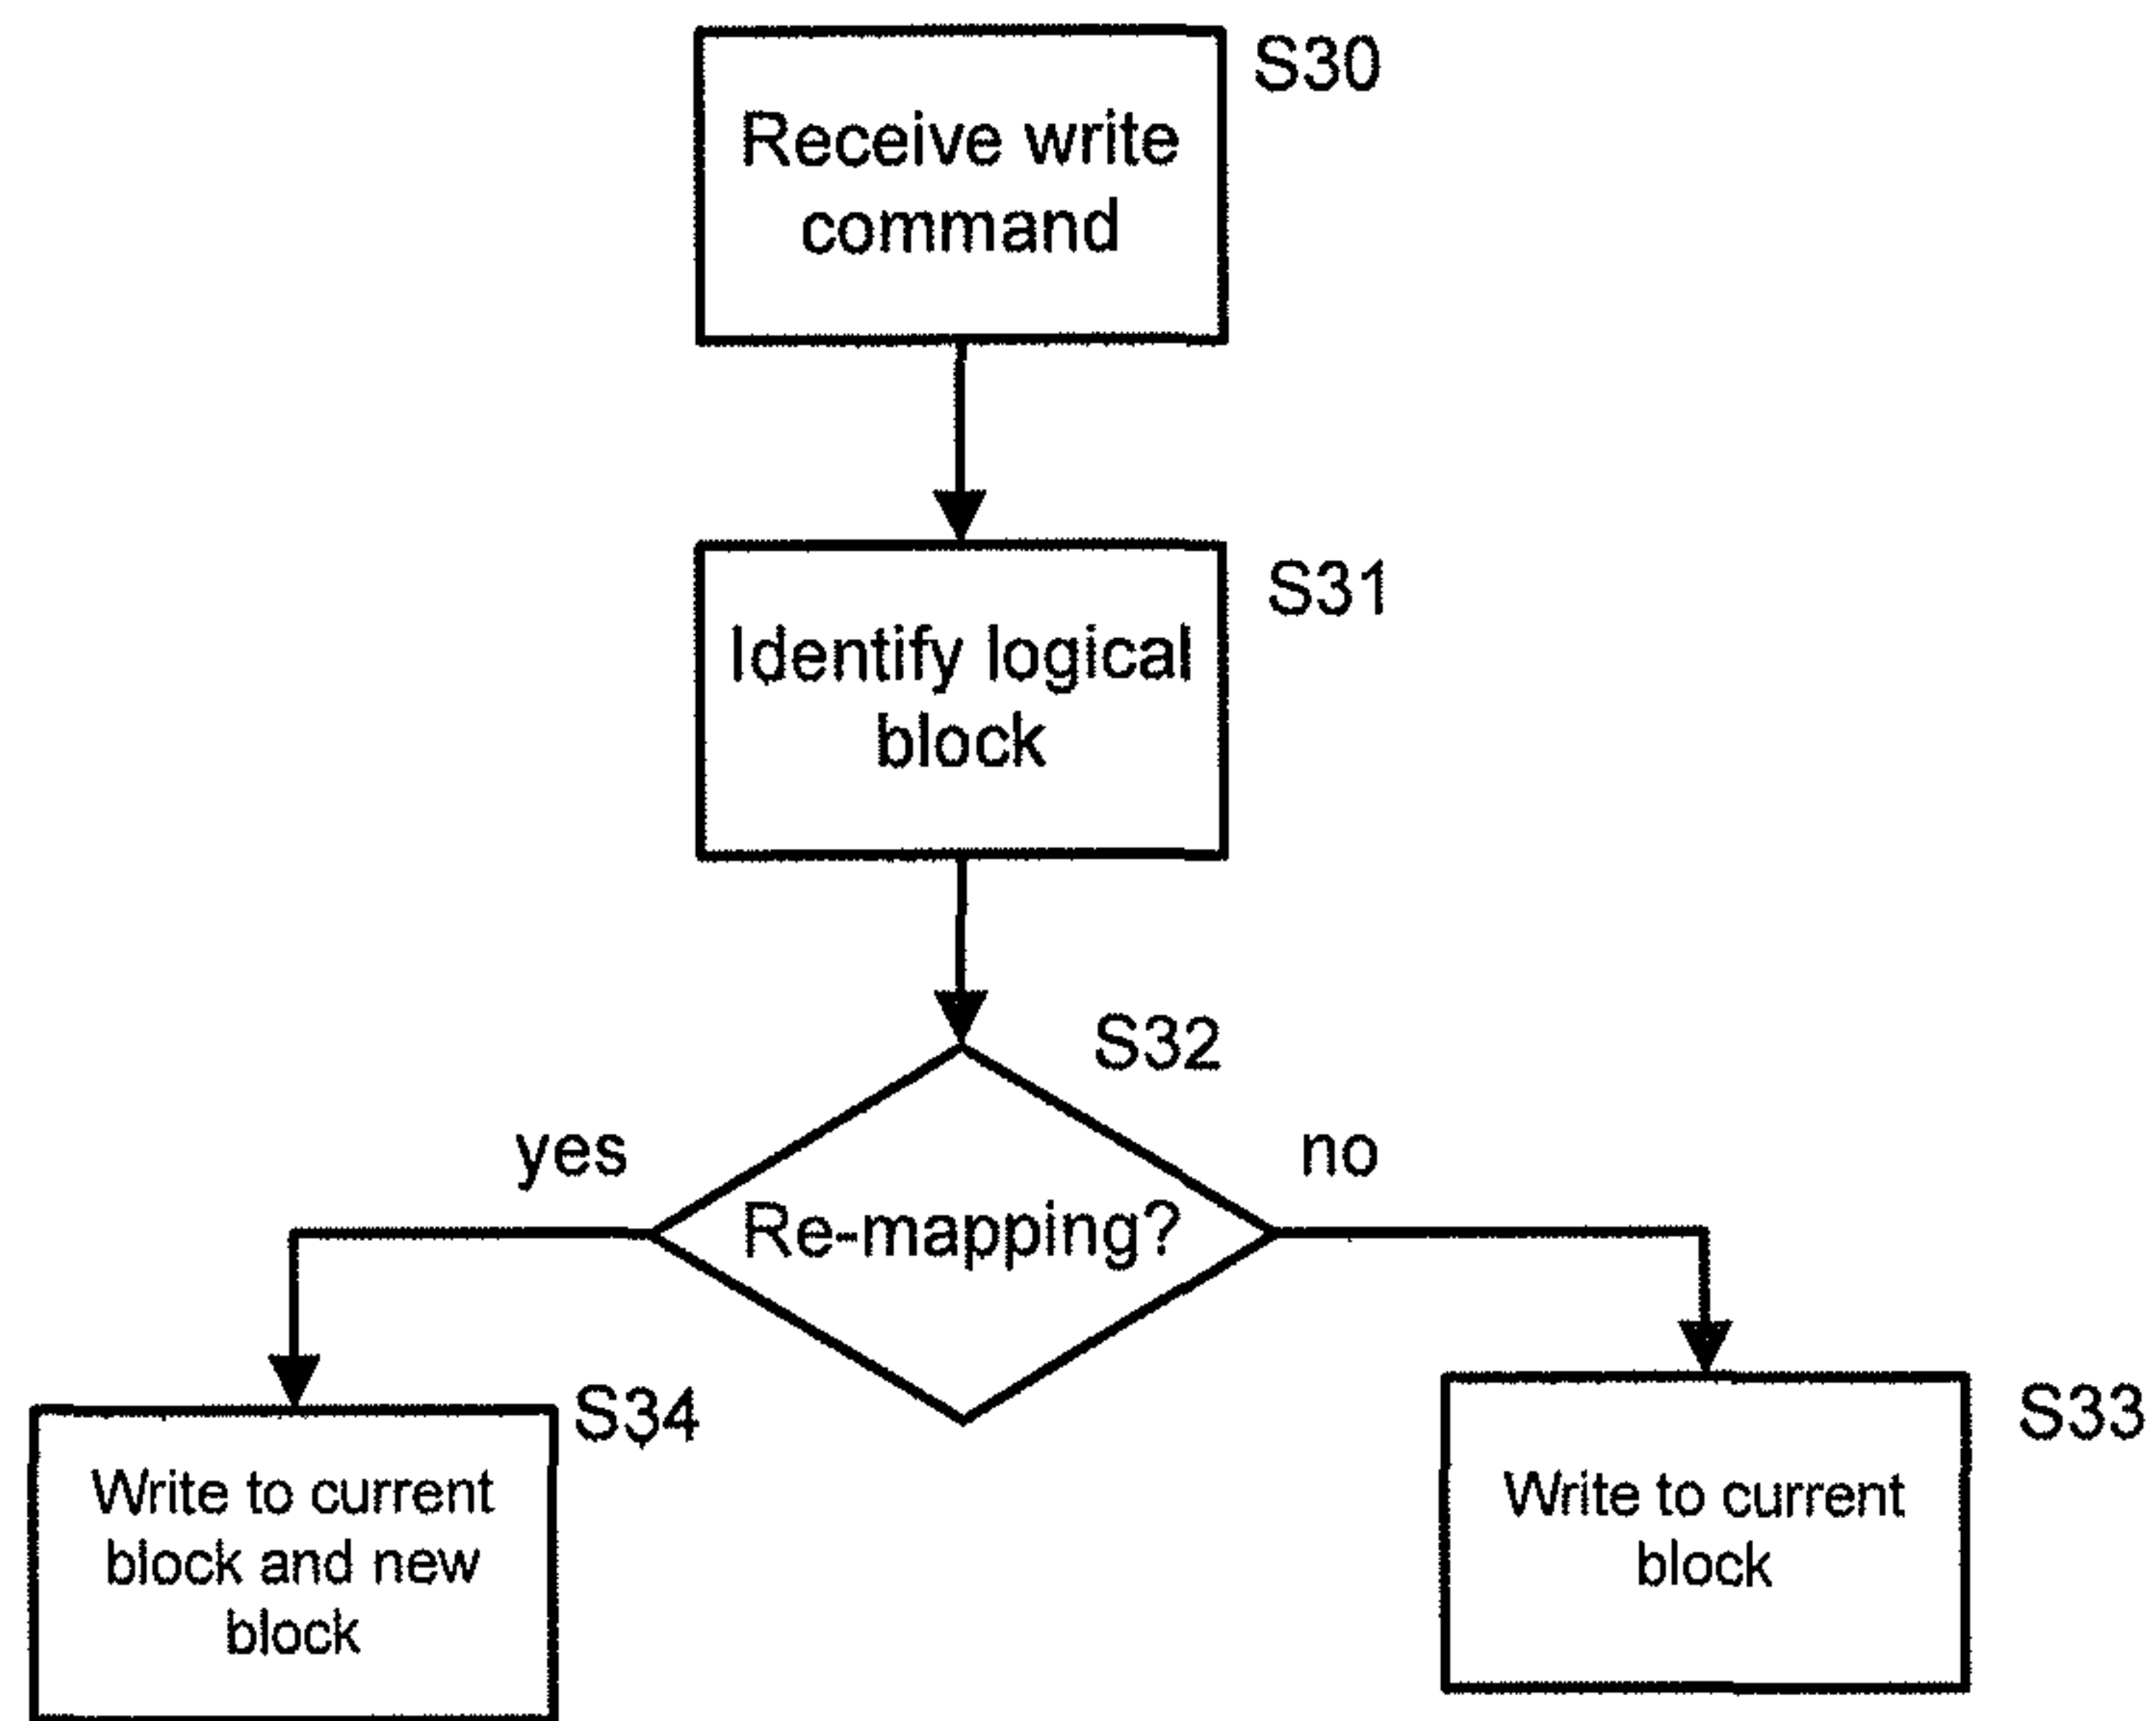 S30
Receive write
command
S31
Identify logical
block
S32
yes
no
Re-mapping?
S34
Write to current
block and new
block
S33
Write to current
block